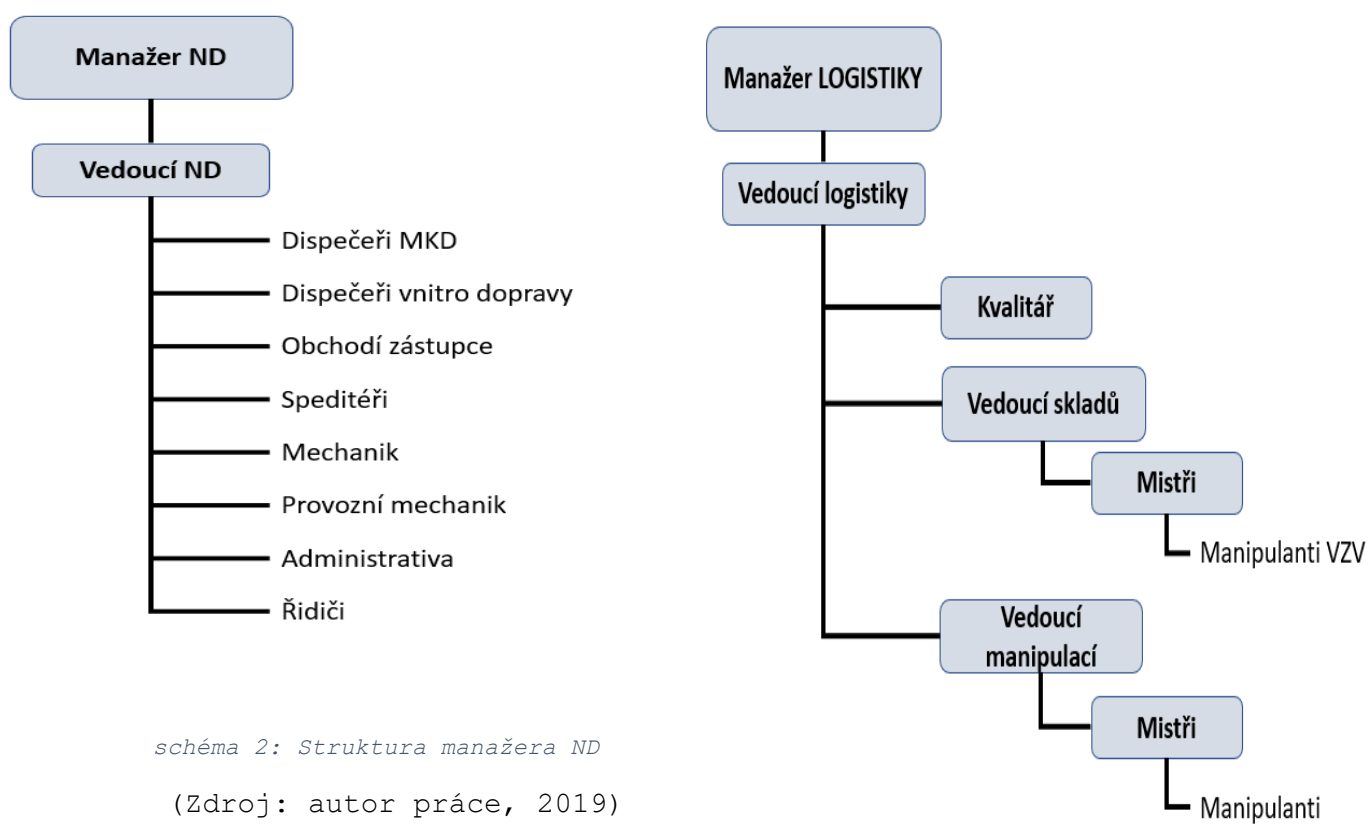 Manažer ND
Vedoucí ND
Dispečeři MKD
Dispečeři vnitro dopravy
Obchodí zástupce
Speditéři
Mechanik
Provozní mechanik
Administrativa
Řidiči
schéma 2: Struktura manažera ND
(Zdroj: autor práce, 2019)
Manažer LOGISTIKY
Vedoucí logistiky
Kvalitář
Vedoucí skladů
Mistři
Manipulanti VZV
Vedoucí
manipulací
Mistři
Manipulanti